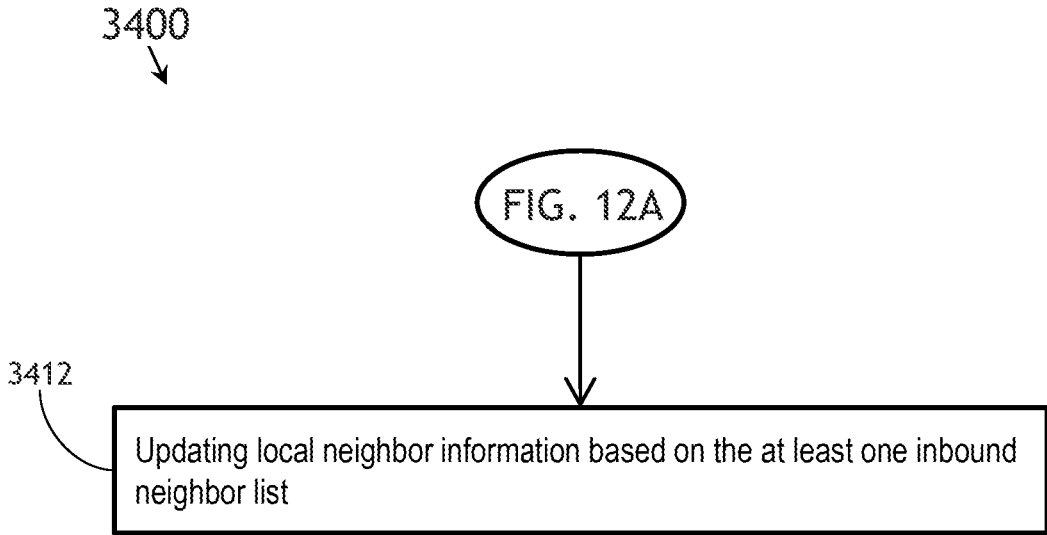 3400
FIG. 12A
3412
Updating local neighbor information based on the at least one inbound
neighbor list